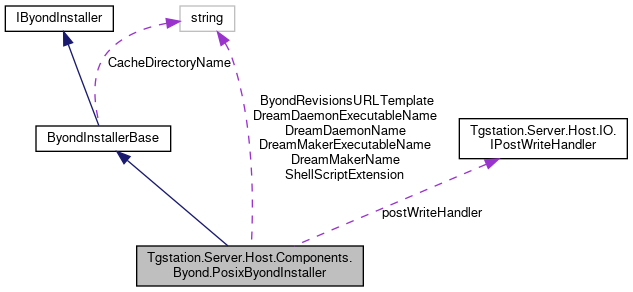 IByondInstaller
string
CacheDirectoryName
ByondRevisionsURLTemplate
DreamDaemonExecutableName
DreamDaemonName
DreamMakerExecutableName
DreamMakerName
ShellScriptExtension
ByondInstallerBase
Tgstation.Server.Host.IO.
IPostWriteHandler
postWriteHandler
Tgstation.Server.Host.Components.
Byond.PosixByondInstaller